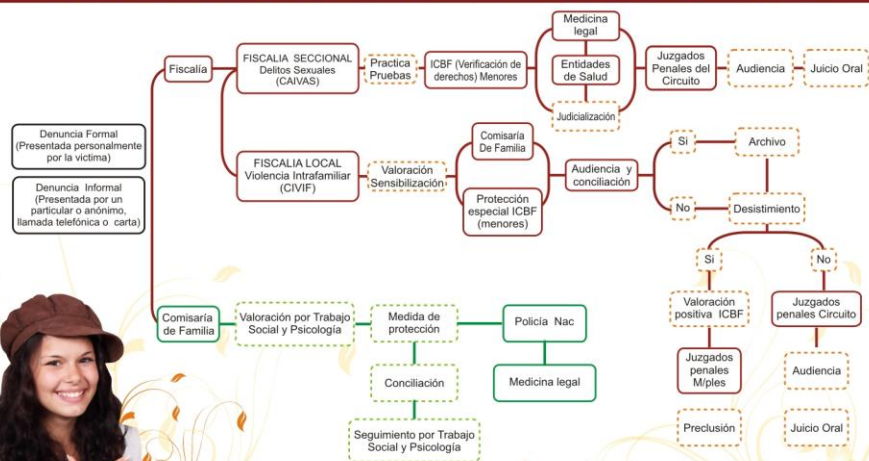 Denuncia Formal
(Presentada personalmente
por la victima)
Denuncia Informal
(Presentada por un
particular o anónimo,
llamada telefónica o carta)
Fiscalía
FISCALIA SECCIONAL
Delitos Sexuales
(CAIVAS)
Practica
Pruebas
ICBF (Verificación de
derechos) Menores
Medicina
legal
Entidades
de Salud
Judicialización
Juzgados
Penales del
Circuito
Audiencia
Juicio Oral
FISCALIA LOCAL
Violencia Intrafamiliar
(CIVIF)
Valoración
Sensibilización
Comisaría
De Familia
Protección
especial ICBF
(menores)
Audiencia y
conciliación
Si
Archivo
No
Desistimiento
Si
No
Valoración
positiva ICBF
Juzgados
penales Circuito
Juzgados
penales
M/ples
Audiencia
Preclusión
Juicio Oral
Comisaría
de Familia
Valoración por Trabajo
Social y Psicología
Medida de
protección
Policía Nac
Conciliación
Medicina legal
Seguimiento por Trabajo
Social y Psicología